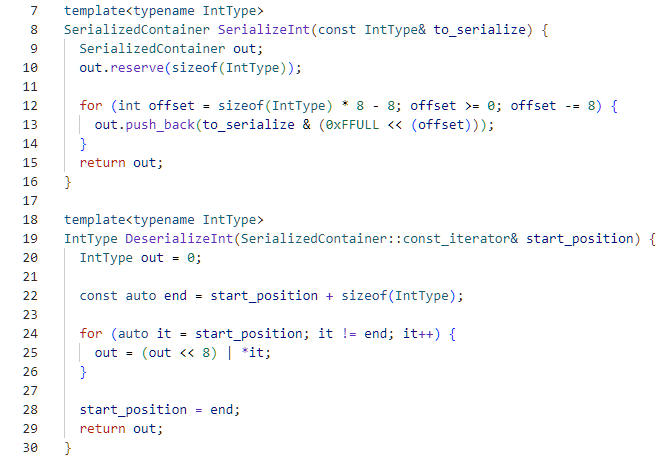 7 template<typename IntType>
8 SerializedContainer SerializeInt(const IntType& to_serialize) {
9   SerializedContainer out;
10   out.reserve(sizeof(IntType));
11
12   for (int offset = sizeof(IntType) * 8 - 8; offset >= 0; offset -= 8) {
13     out.push_back(to_serialize & (0xFFULL << (offset)));
14   }
15   return out;
16 }
17
18 template<typename IntType>
19 IntType DeserializeInt(SerializedContainer::const_iterator& start_position) {
20   IntType out = 0;
21
22   const auto end = start_position + sizeof(IntType);
23
24   for (auto it = start_position; it != end; it++) {
25     out = (out << 8) | *it;
26   }
27
28   start_position = end;
29   return out;
30 }